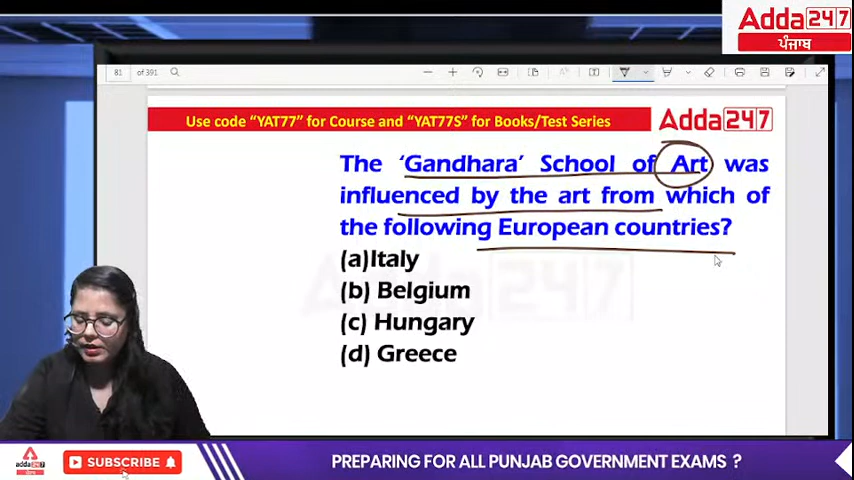 Adda247
ਪੰਜਾਬ
81 of 391
Use code "YAT77" for Course and "YAT77S" for Books/Test Series
Adda247
The 'Gandhara' School of Art was
influenced by the art from which of
the following European countries?
(a)Italy
(b) Belgium
(c) Hungary
(d) Greece
adda247
SUBSCRIBE
PREPARING FOR ALL PUNJAB GOVERNMENT EXAMS ?